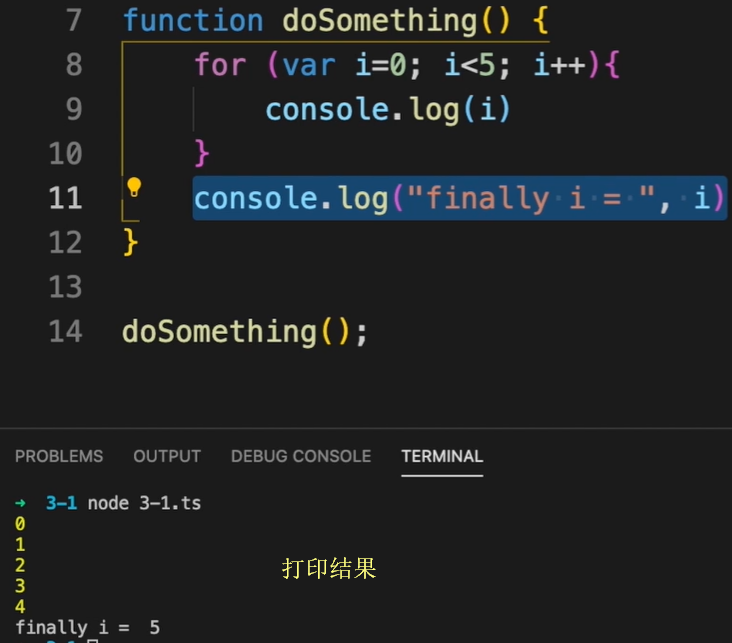 7 function doSomething() {
8 for (var i=0; i<5; i++){
9 console.log(i)
10 }
11 console.log("finally i = ", i)
12 }
13
14 doSomething();
PROBLEMS OUTPUT DEBUG CONSOLE TERMINAL
→ 3-1 node 3-1.ts
0
1
2
打印结果
3
4
finally i = 5